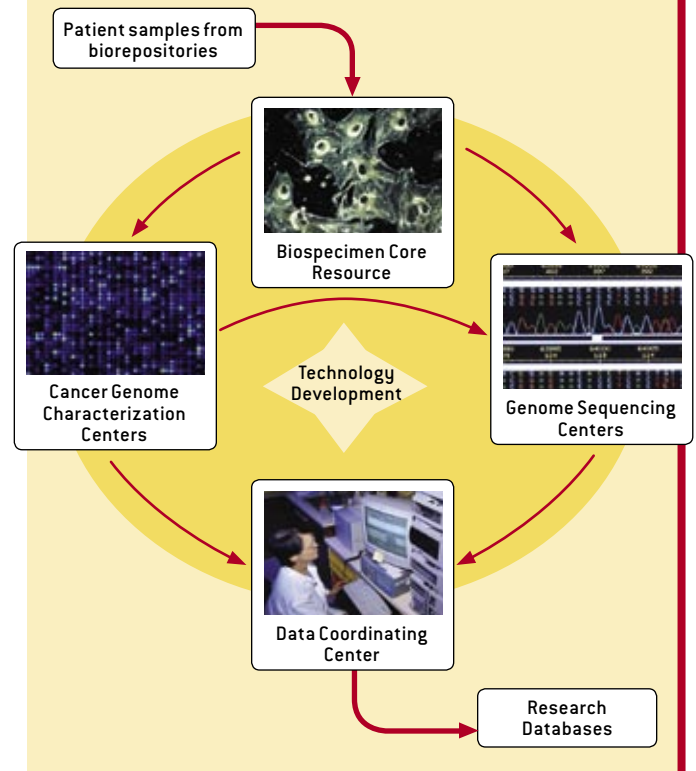 Patient samples from
biorepositories
Biospecimen Core
Resource
Cancer Genome
Characterization
Centers
Technology
Development
Genome Sequencing
Centers
Data Coordinating
Center
Research
Databases